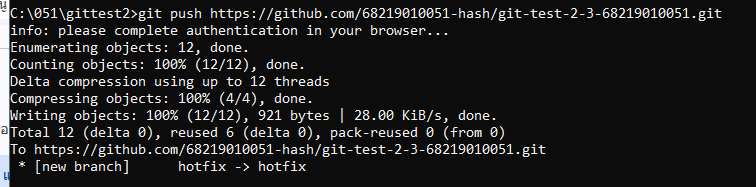 C:\051\gittest2>git push https://github.com/68219010051-hash/git-test-2-3-68219010051.git
info: please complete authentication in your browser...
Enumerating objects: 12, done.
Counting objects: 100% (12/12), done.
Delta compression using up to 12 threads
Compressing objects: 100% (4/4), done.
Writing objects: 100% (12/12), 921 bytes | 28.00 KiB/s, done.
Total 12 (delta 0), reused 6 (delta 0), pack-reused 0 (from 0)
To https://github.com/68219010051-hash/git-test-2-3-68219010051.git
 * [new branch]      hotfix -> hotfix